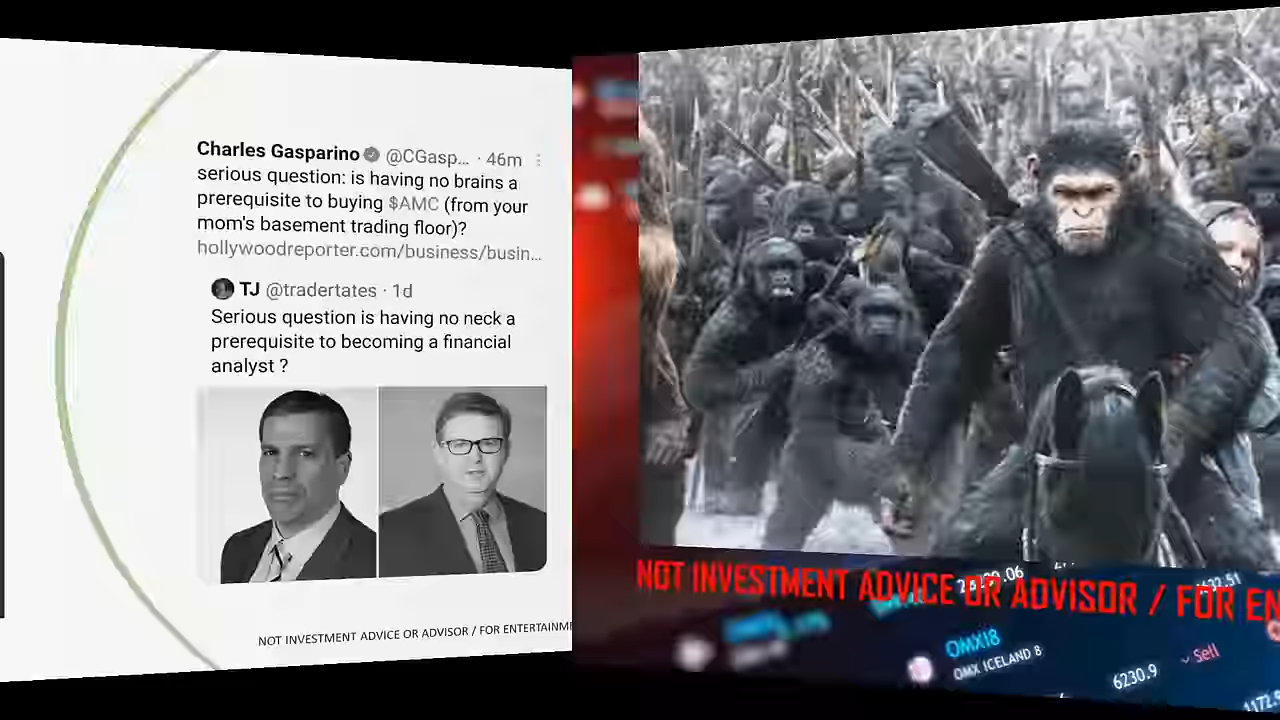 Charles Gasparino @CGasp... · 46m
serious question: is having no brains a
prerequisite to buying $AMC (from your
mom's basement trading floor)?
hollywoodreporter.com/business/busin...
TJ @tradertates · 1d
Serious question is having no neck a
prerequisite to becoming a financial
analyst ?
NOT INVESTMENT ADVICE OR ADVISOR / FOR ENTERTAINME
NOT INVESTMENT ADVICE OR ADVISOR / FOR EN
OMXI8
OMX ICELAND 8
6230.9
Sell